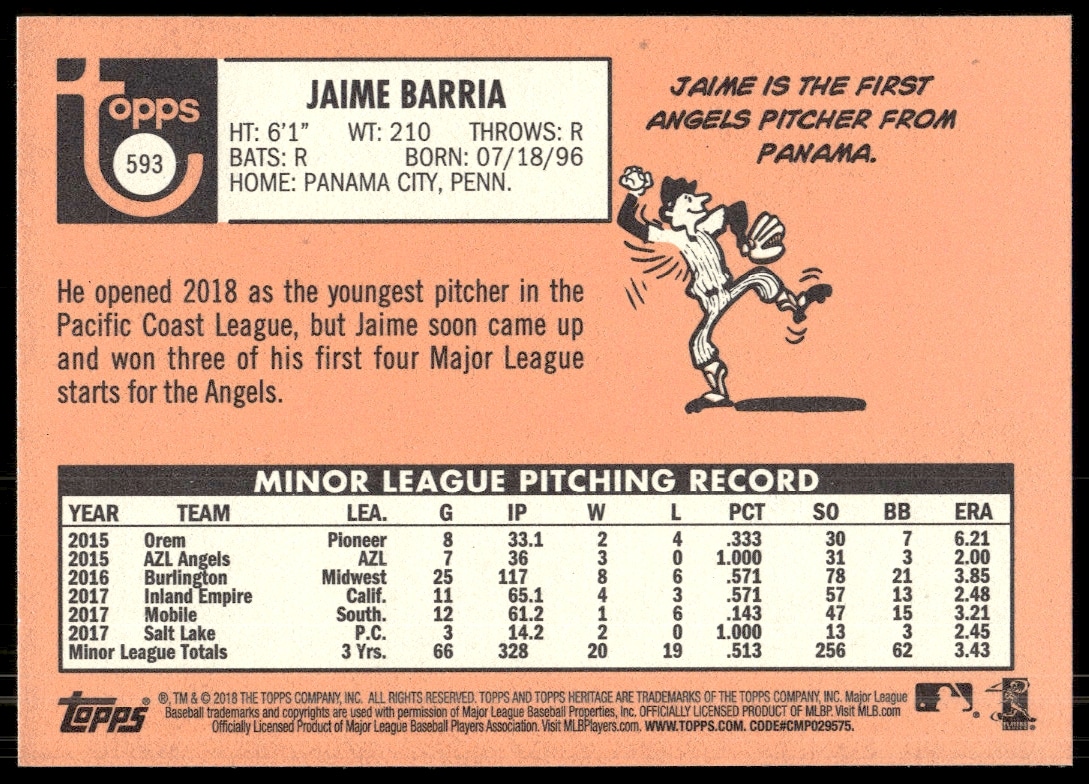 topps
593
JAIME BARRIA
HT: 6'1" WT: 210 THROWS: R
BATS: R BORN: 07/18/96
HOME: PANAMA CITY, PENN.
JAIME IS THE FIRST
ANGELS PITCHER FROM
PANAMA.
He opened 2018 as the youngest pitcher in the
Pacific Coast League, but Jaime soon came up
and won three of his first four Major League
starts for the Angels.
MINOR LEAGUE PITCHING RECORD
YEAR TEAM LEA. G IP W L PCT SO BB ERA
2015 Orem Pioneer 8 33.1 2 4 .333 30 7 6.21
2015 AZL Angels AZL 7 36 3 0 1.000 31 3 2.00
2016 Burlington Midwest 25 117 8 6 .571 78 21 3.85
2017 Inland Empire Calif. 11 65.1 4 3 .571 57 13 2.48
2017 Mobile South. 12 61.2 1 6 .143 47 15 3.21
2017 Salt Lake P.C. 3 14.2 2 0 1.000 13 3 2.45
Minor League Totals 3 Yrs. 66 328 20 19 .513 256 62 3.43
TOPPS® ®, TM & © 2018 THE TOPPS COMPANY, INC. ALL RIGHTS RESERVED. TOPPS AND TOPPS HERITAGE ARE TRADEMARKS OF THE TOPPS COMPANY, INC. Major League
Baseball trademarks and copyrights are used with permission of Major League Baseball Properties, Inc. OFFICIALLY LICENSED PRODUCT OF MLBP. Visit MLB.com
Officially Licensed Product of Major League Baseball Players Association. Visit MLBPlayers.com. WWW.TOPPS.COM. CODE#CMP029575.